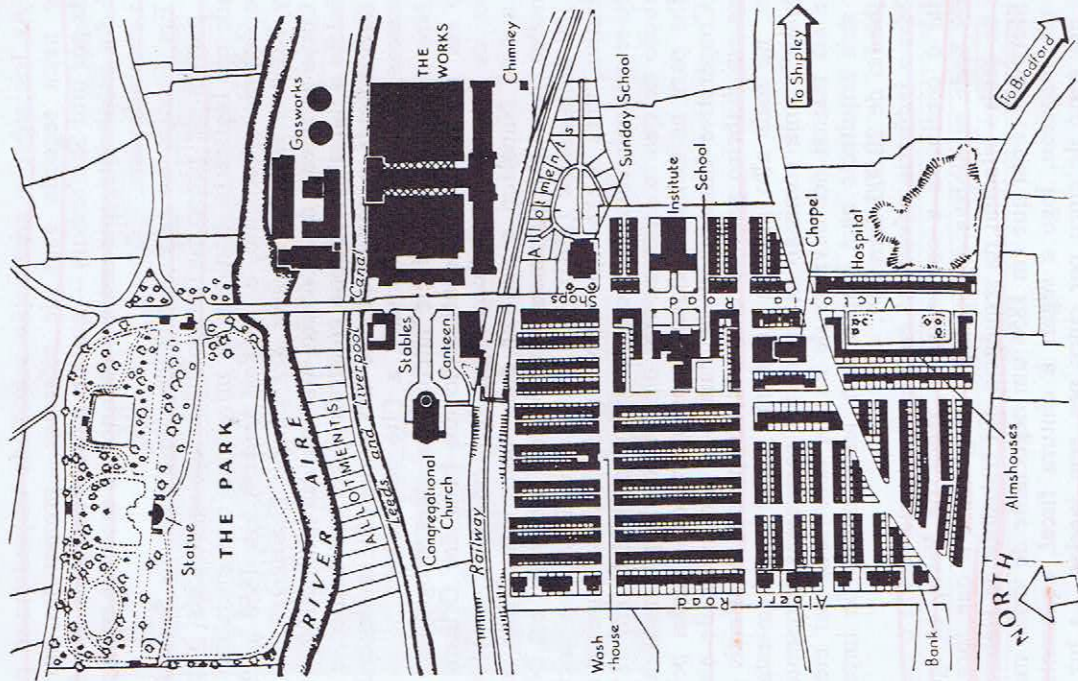 Gasworks
THE
WORKS
Chimney
Allotments
Sunday School
Institute
School
To Shipley
To Bradford
Chapel
Hospital
Shops
Victoria Road
Canal
Liverpool
and
Leeds
Stables
Canteen
Congregational
Church
Railway
ALLOTMENTS
RIVER AIRE
THE PARK
Statue
Wash
-house
Albert Road
Almshouses
Bank
NORTH